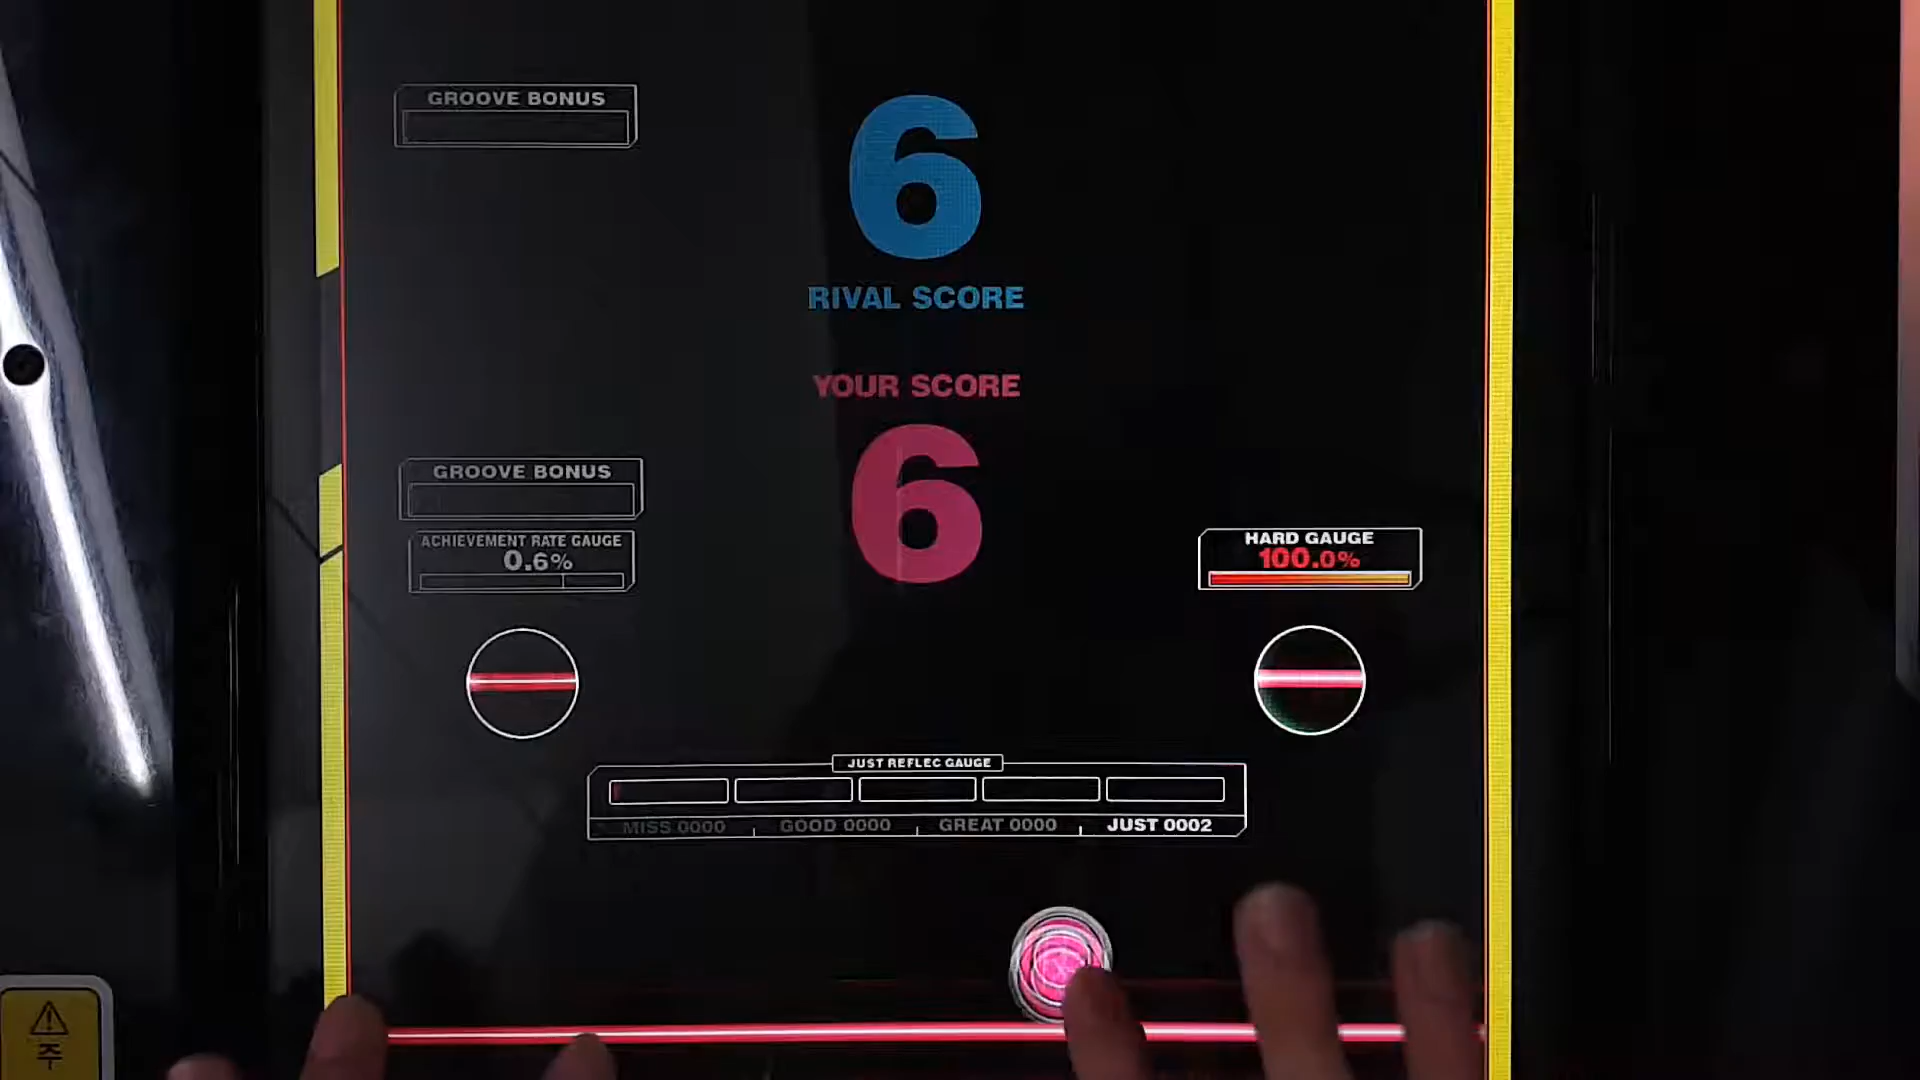 GROOVE BONUS
6
RIVAL SCORE
YOUR SCORE
6
GROOVE BONUS
ACHIEVEMENT RATE GAUGE
0.6%
HARD GAUGE
100.0%
JUST REFLEC GAUGE
MISS 0000 GOOD 0000 GREAT 0000 JUST 0002
주